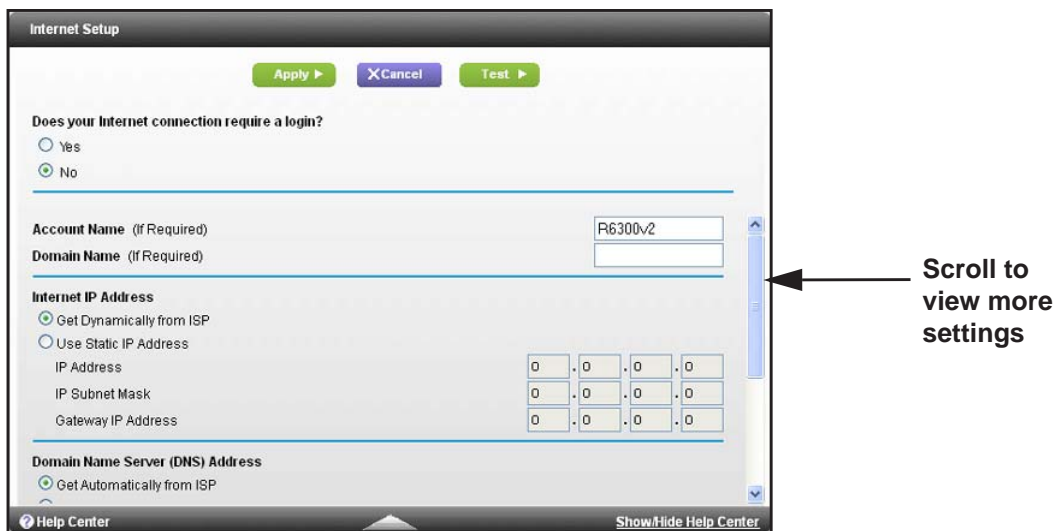 Internet Setup
Apply
XCancel
Test
Does your Internet connection require a login?
Yes
No
Account Name (If Required) R6300v2
Domain Name (If Required)
Internet IP Address
Get Dynamically from ISP
Use Static IP Address
IP Address 0 . 0 . 0 . 0
IP Subnet Mask 0 . 0 . 0 . 0
Gateway IP Address 0 . 0 . 0 . 0
Domain Name Server (DNS) Address
Get Automatically from ISP
? Help Center
Show/Hide Help Center
Scroll to
view more
settings